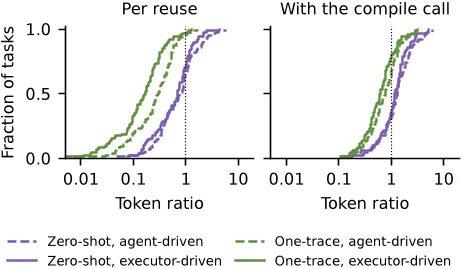 Per reuse
With the compile call
Fraction of tasks
1.0
0.5
0.0
0.01
0.1
1
10
0.01
0.1
1
10
Token ratio
Token ratio
Zero-shot, agent-driven
One-trace, agent-driven
Zero-shot, executor-driven
One-trace, executor-driven